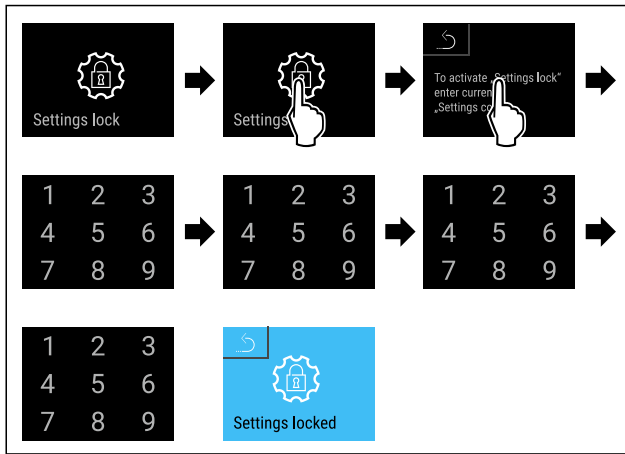 Settings lock
Settings
To activate „Settings lock“
enter curren
„Settings co
1 2 3
4 5 6
7 8 9
1 2 3
4 5 6
7 8 9
1 2 3
4 5 6
7 8 9
1 2 3
4 5 6
7 8 9
Settings locked